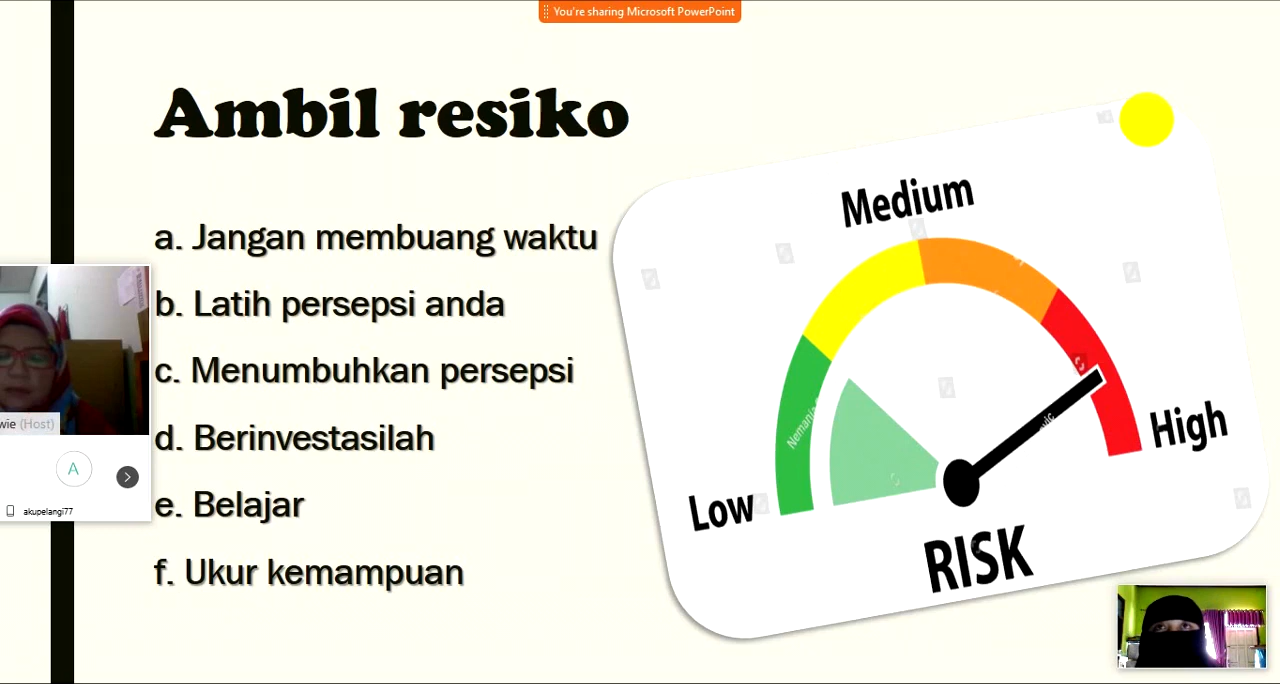 You're sharing Microsoft PowerPoint
Ambil resiko
a. Jangan membuang waktu
b. Latih persepsi anda
c. Menumbuhkan persepsi
d. Berinvestasilah
e. Belajar
f. Ukur kemampuan
Medium
Low
High
RISK
wie (Host)
A
akupelangi77